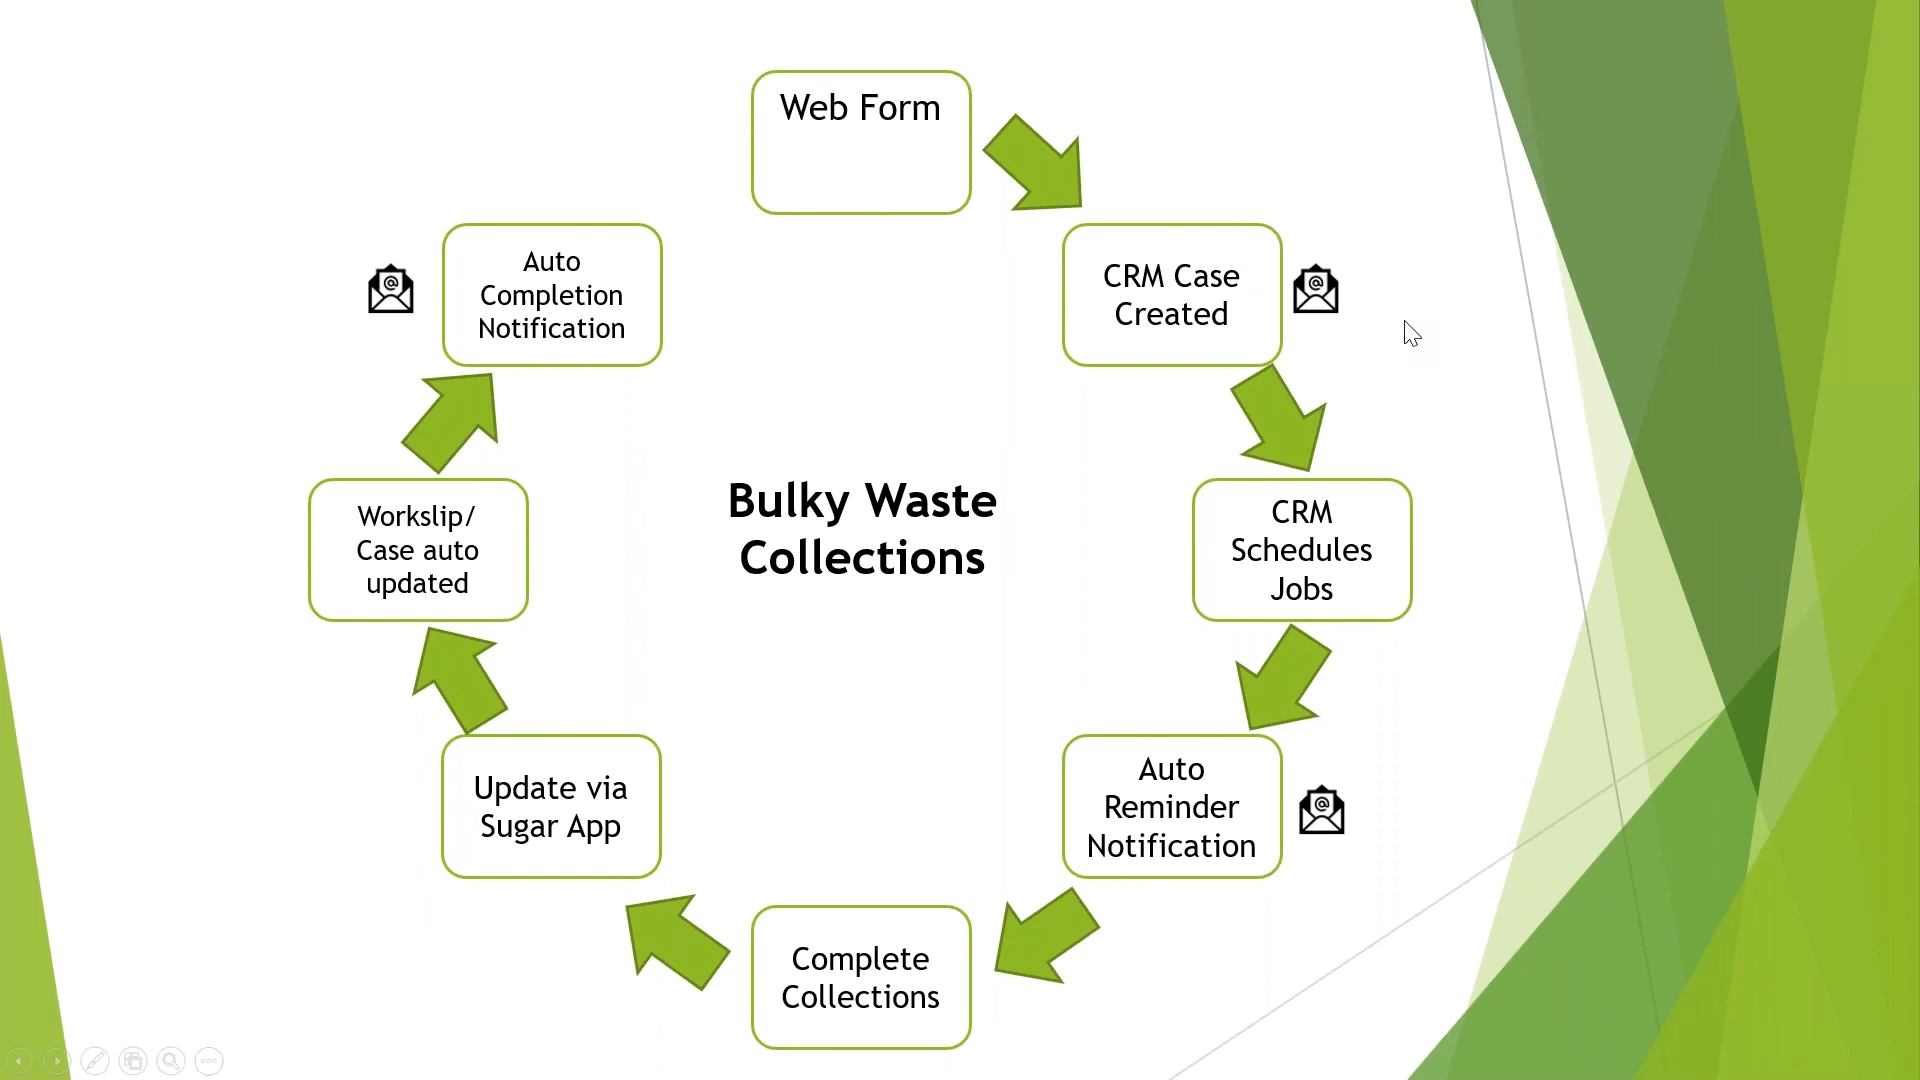 Web Form
CRM Case
Created
CRM
Schedules
Jobs
Auto
Reminder
Notification
Complete
Collections
Update via
Sugar App
Workslip/
Case auto
updated
Auto
Completion
Notification
Bulky Waste
Collections